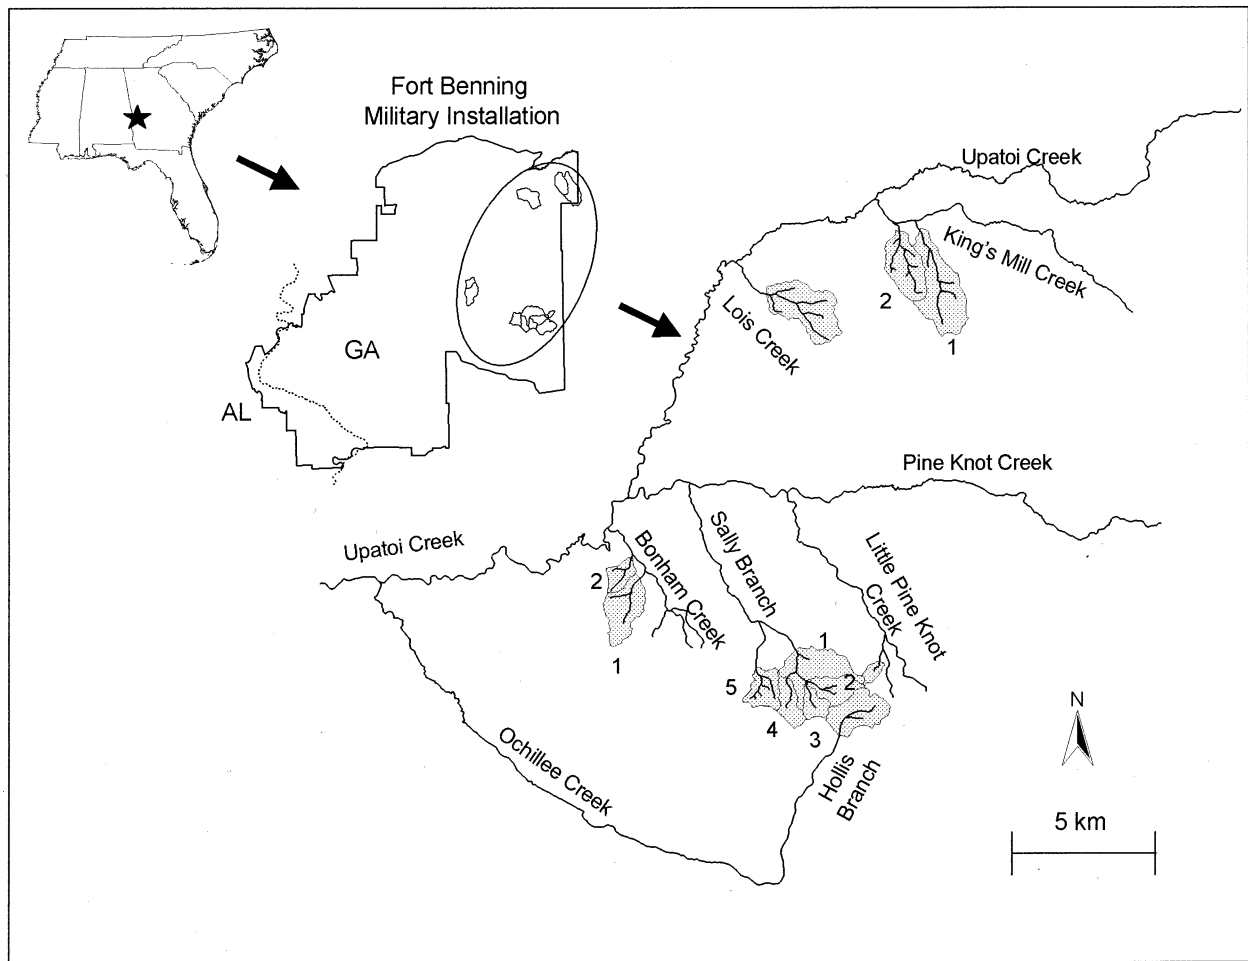 Fort Benning
Military Installation
GA
AL
Upatoi Creek
King's Mill Creek
2
1
Lois Creek
Pine Knot Creek
Upatoi Creek
Bonham Creek
2
1
Sally Branch
Little Pine Knot
Creek
1
2
5
4
3
Hollis
Branch
Ochillee Creek
N
5 km